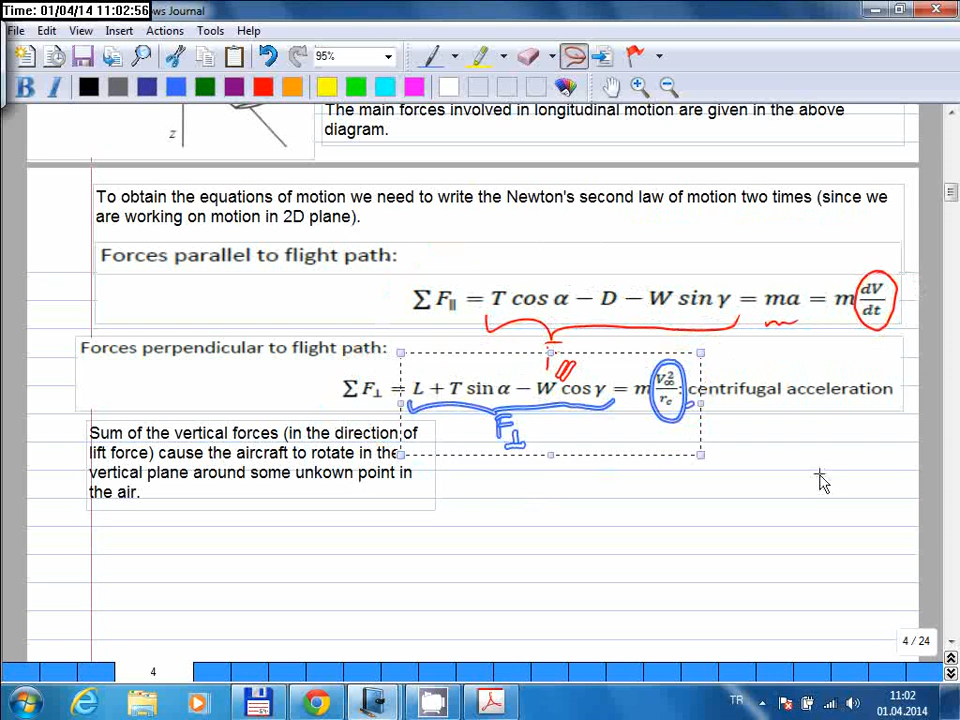 Time: 01/04/14 11:02:56
ws Journal
File Edit View Insert Actions Tools Help
95%
B I
The main forces involved in longitudinal motion are given in the above
diagram.
z
To obtain the equations of motion we need to write the Newton's second law of motion two times (since we
are working on motion in 2D plane).
Forces parallel to flight path:
∑ F∥ = T cos α − D − W sin γ = ma = m dV/dt
Forces perpendicular to flight path:
∑ F⊥ = L + T sin α − W cos γ = m V∞²/r_c : centrifugal acceleration
F⊥
Sum of the vertical forces (in the direction of
lift force) cause the aircraft to rotate in the
vertical plane around some unkown point in
the air.
4 / 24
4
TR
11:02
01.04.2014